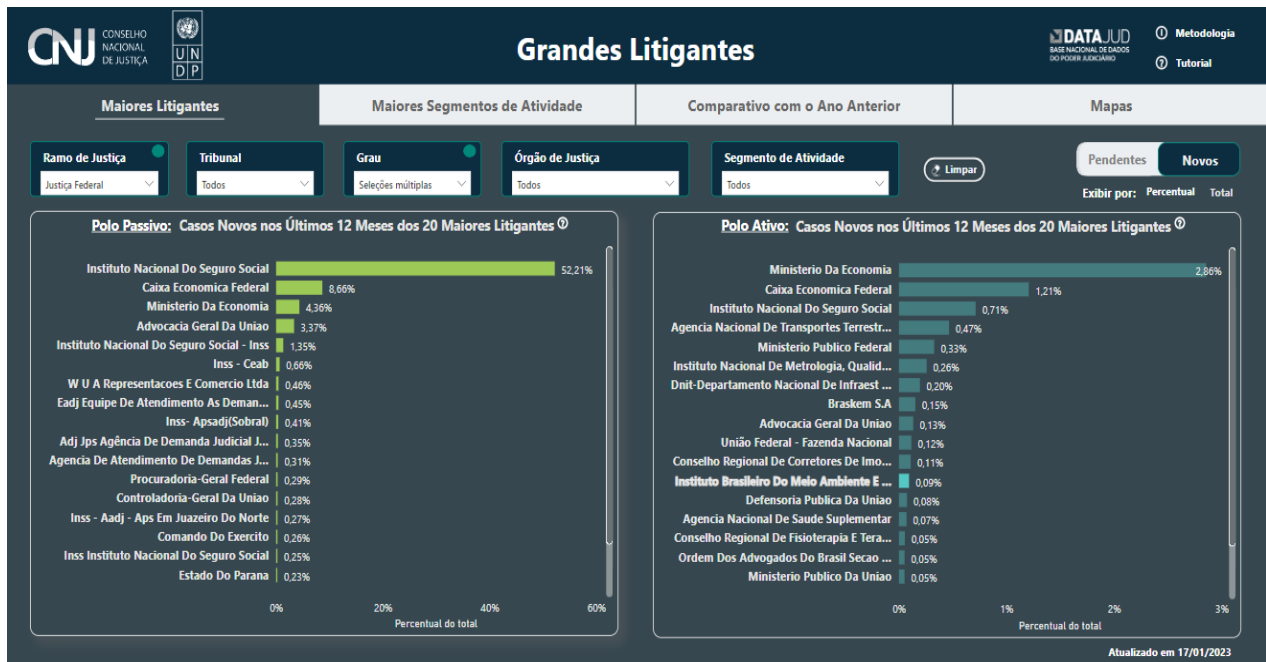 CNJ
CONSELHO
NACIONAL
DE JUSTIÇA
U N
D P
Grandes Litigantes
DATAJUD
BASE NACIONAL DE DADOS
DO PODER JUDICIÁRIO
Metodologia
Tutorial
Maiores Litigantes
Maiores Segmentos de Atividade
Comparativo com o Ano Anterior
Mapas
Ramo de Justiça
Justiça Federal
Tribunal
Todos
Grau
Seleções múltiplas
Órgão de Justiça
Todos
Segmento de Atividade
Todos
Limpar
Pendentes Novos
Exibir por: Percentual Total
Polo Passivo: Casos Novos nos Últimos 12 Meses dos 20 Maiores Litigantes
Instituto Nacional Do Seguro Social 52,21%
Caixa Economica Federal 8,66%
Ministerio Da Economia 4,36%
Advocacia Geral Da Uniao 3,37%
Instituto Nacional Do Seguro Social - Inss 1,35%
Inss - Ceab 0,66%
W U A Representacoes E Comercio Ltda 0,46%
Eadj Equipe De Atendimento As Deman... 0,45%
Inss- Apsadj(Sobral) 0,41%
Adj Jps Agência De Demanda Judicial J... 0,35%
Agencia De Atendimento De Demandas J... 0,31%
Procuradoria-Geral Federal 0,29%
Controladoria-Geral Da Uniao 0,28%
Inss - Aadj - Aps Em Juazeiro Do Norte 0,27%
Comando Do Exercito 0,26%
Inss Instituto Nacional Do Seguro Social 0,25%
Estado Do Parana 0,23%
0% 20% 40% 60%
Percentual do total
Polo Ativo: Casos Novos nos Últimos 12 Meses dos 20 Maiores Litigantes
Ministerio Da Economia 2,86%
Caixa Economica Federal 1,21%
Instituto Nacional Do Seguro Social 0,71%
Agencia Nacional De Transportes Terrestr... 0,47%
Ministerio Publico Federal 0,33%
Instituto Nacional De Metrologia, Qualid... 0,26%
Dnit-Departamento Nacional De Infraest ... 0,20%
Braskem S.A 0,15%
Advocacia Geral Da Uniao 0,13%
União Federal - Fazenda Nacional 0,12%
Conselho Regional De Corretores De Imo... 0,11%
Instituto Brasileiro Do Meio Ambiente E ... 0,09%
Defensoria Publica Da Uniao 0,08%
Agencia Nacional De Saude Suplementar 0,07%
Conselho Regional De Fisioterapia E Tera... 0,05%
Ordem Dos Advogados Do Brasil Secao ... 0,05%
Ministerio Publico Da Uniao 0,05%
0% 1% 2% 3%
Percentual do total
Atualizado em 17/01/2023